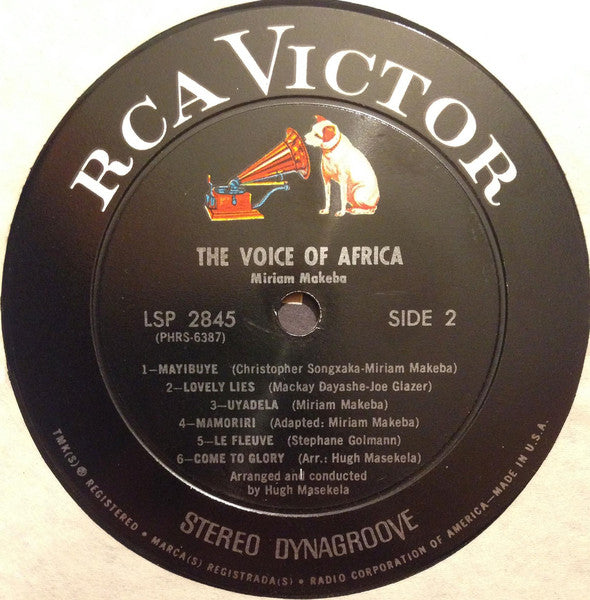 RCA VICTOR
THE VOICE OF AFRICA
Miriam Makeba
LSP 2845
(PHRS-6387)
SIDE 2
1—MAYIBUYE (Christopher Songxaka-Miriam Makeba)
2—LOVELY LIES (Mackay Dayashe-Joe Glazer)
3—UYADELA (Miriam Makeba)
4—MAMORIRI (Adapted: Miriam Makeba)
5—LE FLEUVE (Stephane Golmann)
6—COME TO GLORY (Arr.: Hugh Masekela)
Arranged and conducted
by Hugh Masekela
STEREO DYNAGROOVE
TMK(S) ® REGISTERED • MARCA(S) REGISTRADA(S) • RADIO CORPORATION OF AMERICA—MADE IN U.S.A.